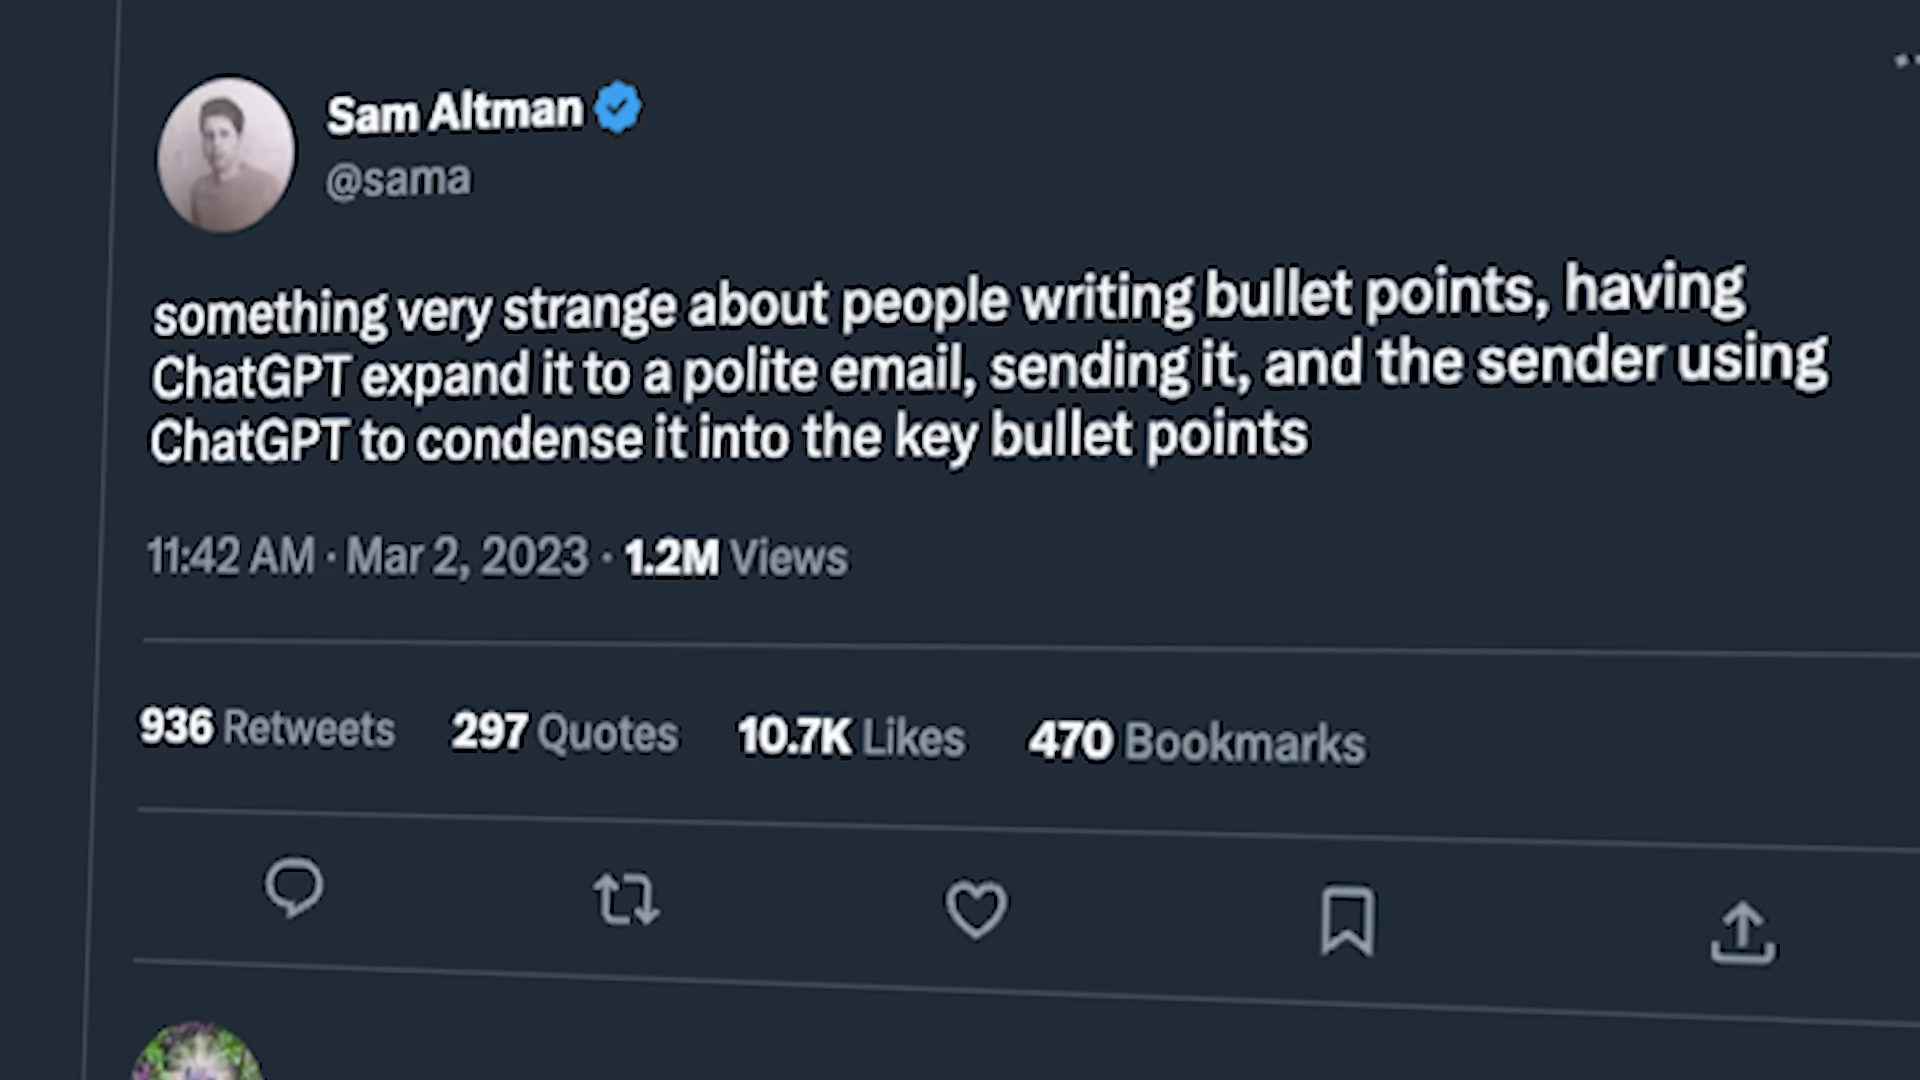 Sam Altman
@sama
something very strange about people writing bullet points, having
ChatGPT expand it to a polite email, sending it, and the sender using
ChatGPT to condense it into the key bullet points
11:42 AM · Mar 2, 2023 · 1.2M Views
936 Retweets 297 Quotes 10.7K Likes 470 Bookmarks